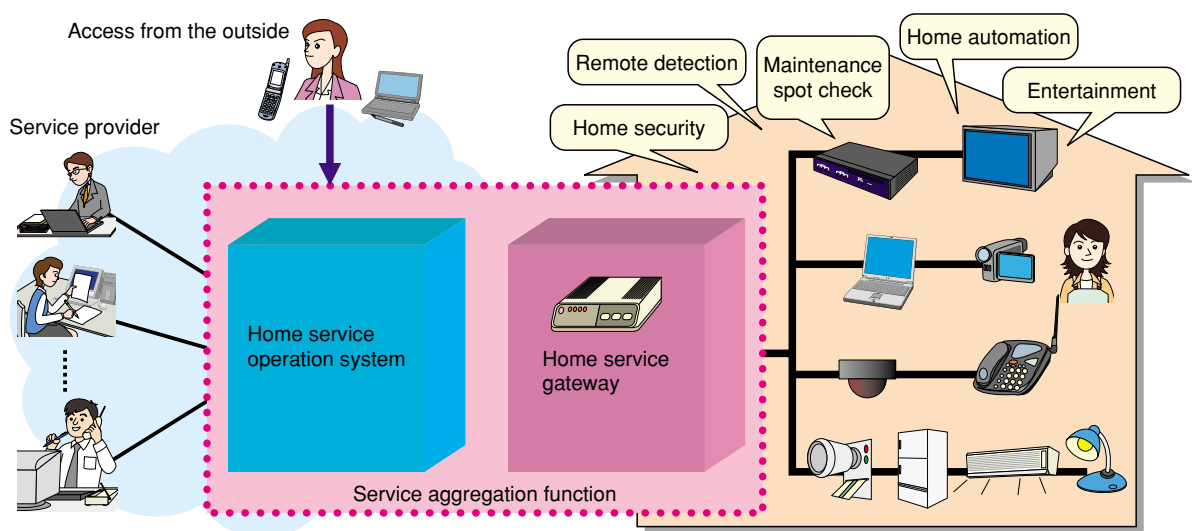 Access from the outside
Service provider
Remote detection
Maintenance
spot check
Home automation
Entertainment
Home security
Home service
operation system
Home service
gateway
Service aggregation function